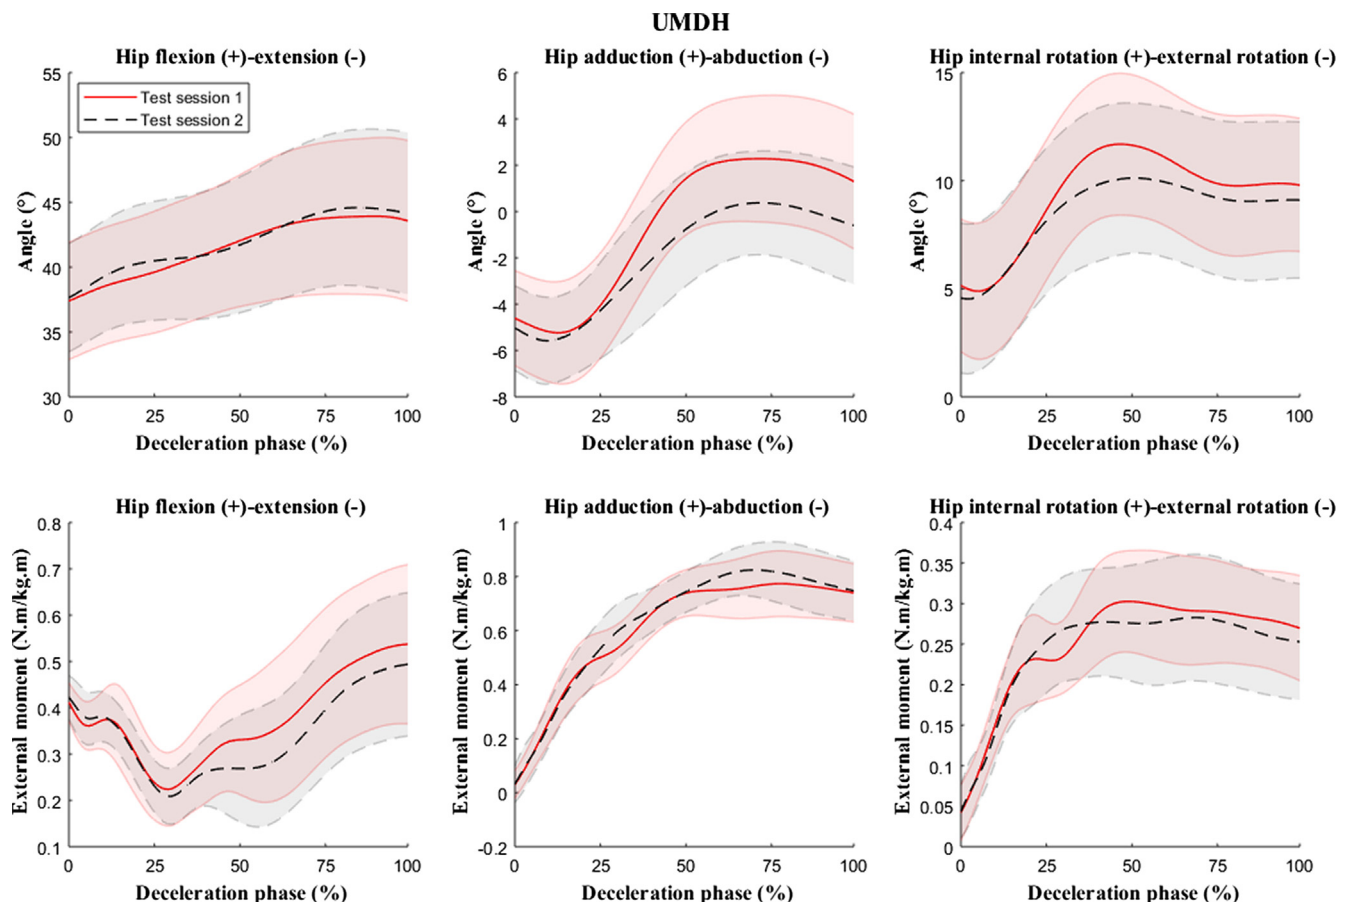 UMDH
Hip flexion (+)-extension (-)
Hip adduction (+)-abduction (-)
Hip internal rotation (+)-external rotation (-)
55
50
45
40
35
30
Angle (°)
Test session 1
Test session 2
0 25 50 75 100
Deceleration phase (%)
6
4
2
0
-2
-4
-6
-8
Angle (°)
0 25 50 75 100
Deceleration phase (%)
15
10
5
0
Angle (°)
0 25 50 75 100
Deceleration phase (%)
Hip flexion (+)-extension (-)
Hip adduction (+)-abduction (-)
Hip internal rotation (+)-external rotation (-)
0.8
0.7
0.6
0.5
0.4
0.3
0.2
0.1
External moment (N.m/kg.m)
0 25 50 75 100
Deceleration phase (%)
1
0.8
0.6
0.4
0.2
0
-0.2
External moment (N.m/kg.m)
0 25 50 75 100
Deceleration phase (%)
0.4
0.35
0.3
0.25
0.2
0.15
0.1
0.05
0
External moment (N.m/kg.m)
0 25 50 75 100
Deceleration phase (%)